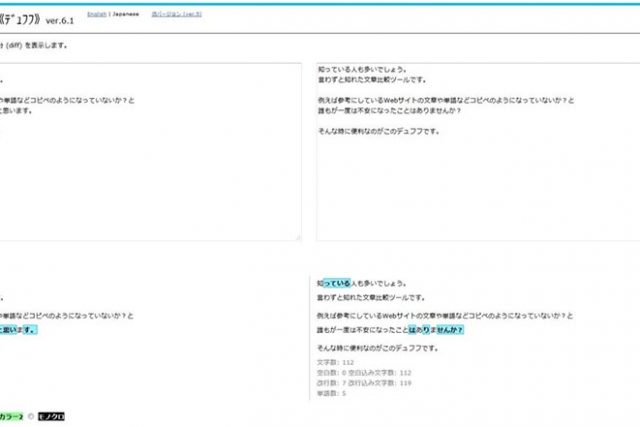 《ﾃﾞｭﾌﾌ》 ver.6.1
English | Japanese 旧バージョン (ver.5)
(diff) を表示します。
知っている人も多いでしょう。
言わずと知れた文章比較ツールです。
や単語などコピペのようになっていないか？と
と思います。
例えば参考にしているWebサイトの文章や単語などコピペのようになっていないか？と
誰もが一度は不安になったことはありませんか？
そんな時に便利なのがこのデュフフです。
知っている人も多いでしょう。
言わずと知れた文章比較ツールです。
や単語などコピペのようになっていないか？と
と思います。
例えば参考にしているWebサイトの文章や単語などコピペのようになっていないか？と
誰もが一度は不安になったことはありませんか？
そんな時に便利なのがこのデュフフです。
文字数: 112
空白数: 0 空白込み文字数: 112
改行数: 7 改行込み文字数: 119
単語数: 5
カラー2 モノクロ